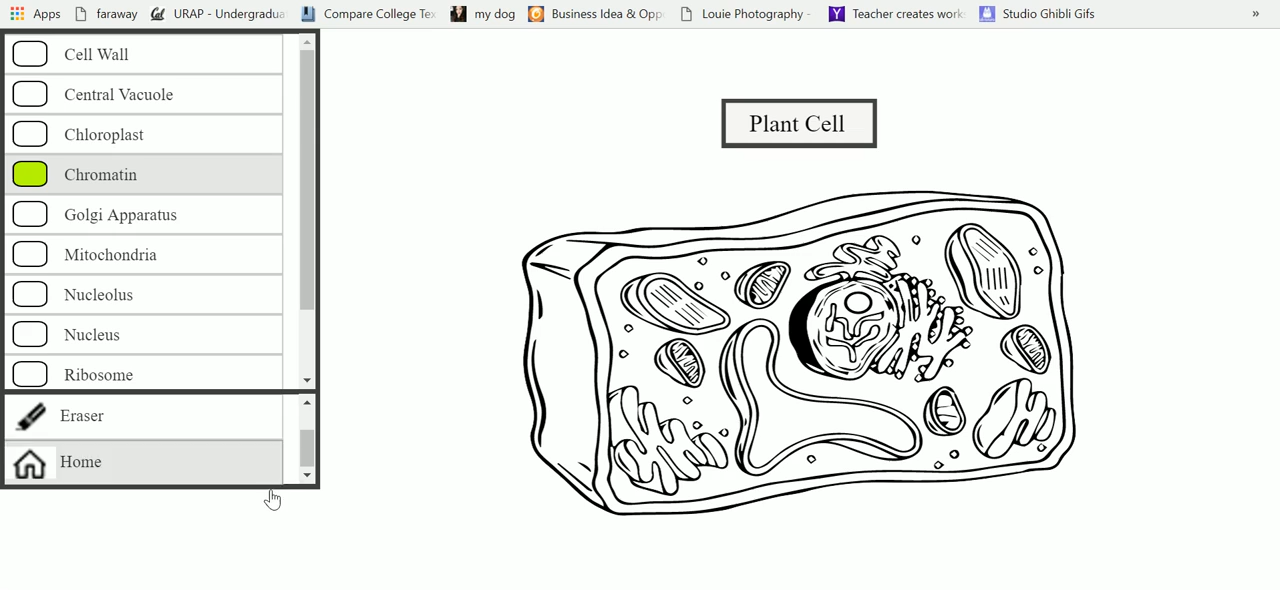 Apps faraway Cal URAP - Undergradua Compare College Tex my dog Business Idea & Opp Louie Photography - Y Teacher creates work Studio Ghibli Gifs »
Cell Wall
Central Vacuole
Chloroplast
Chromatin
Golgi Apparatus
Mitochondria
Nucleolus
Nucleus
Ribosome
Eraser
Home
Plant Cell